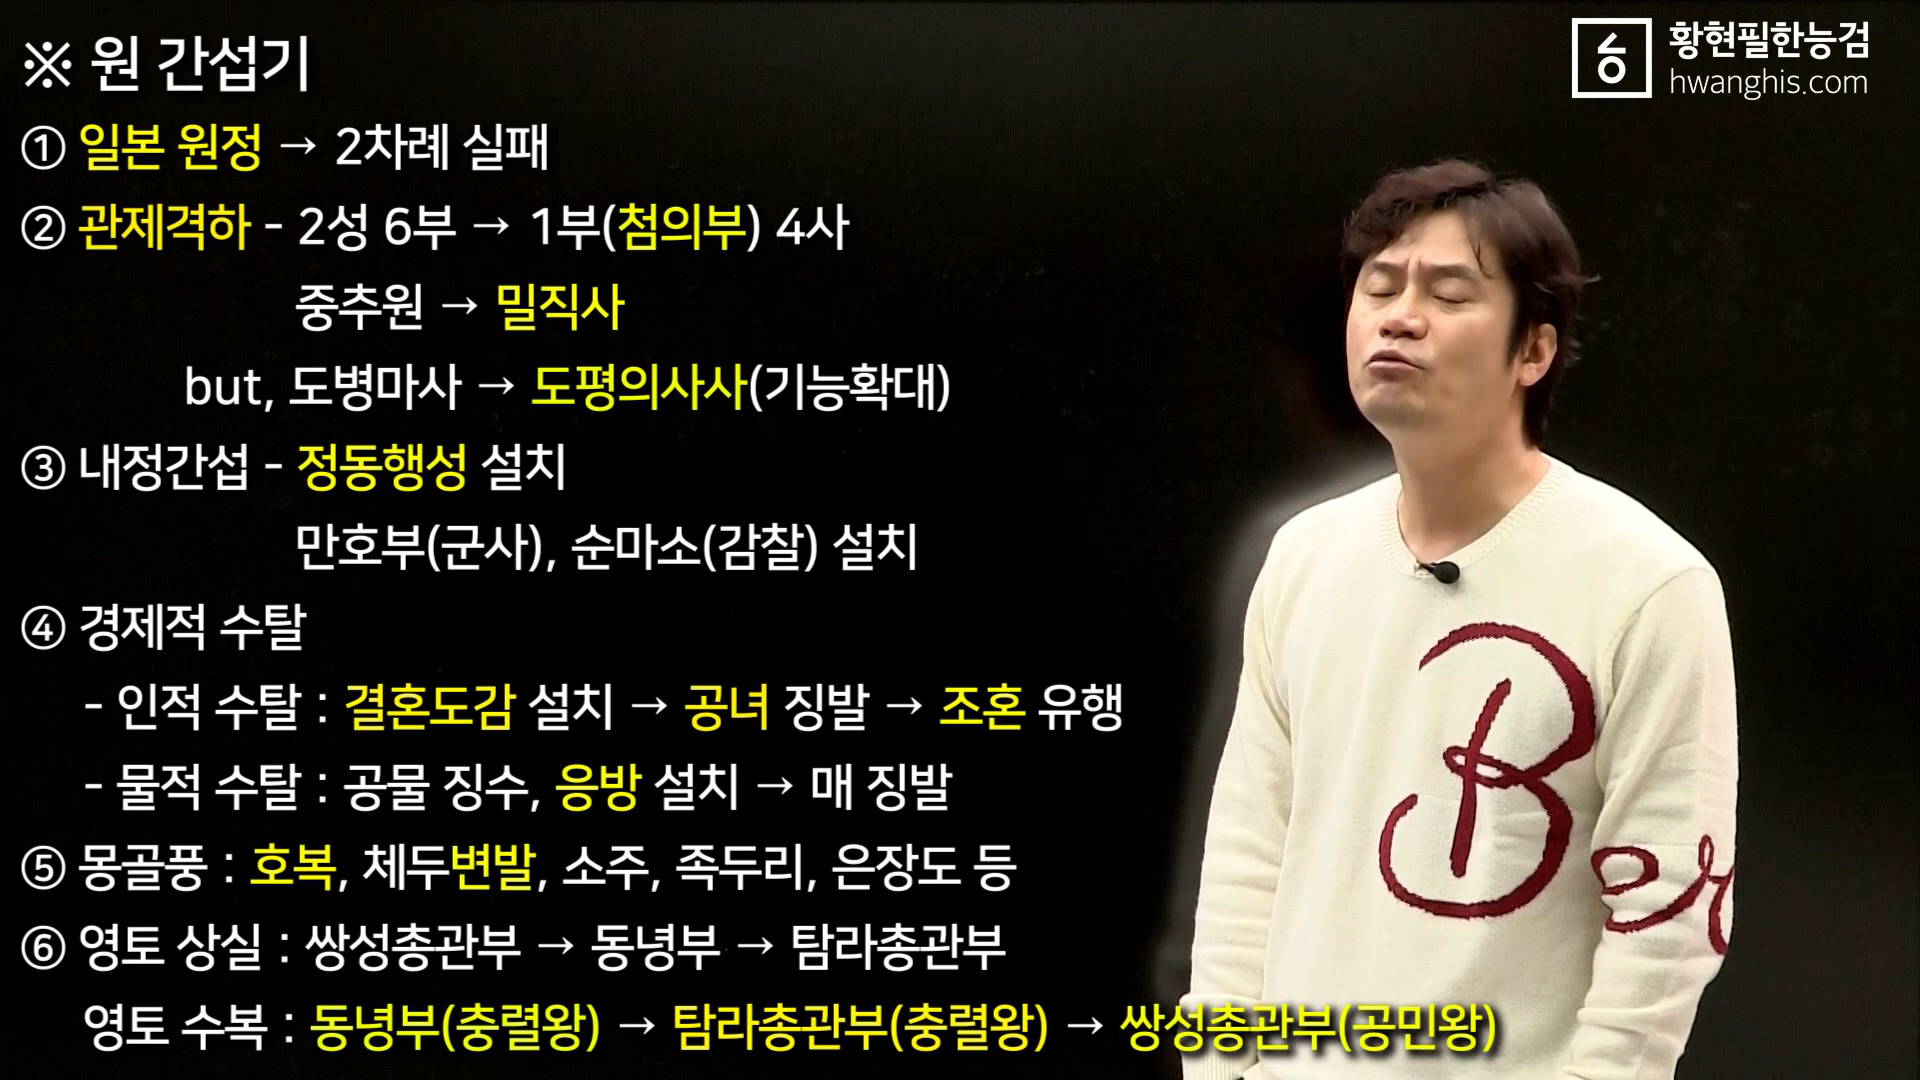 ※ 원 간섭기
① 일본 원정 → 2차례 실패
② 관제격하 - 2성 6부 → 1부(첨의부) 4사
중추원 → 밀직사
but, 도병마사 → 도평의사사(기능확대)
③ 내정간섭 - 정동행성 설치
만호부(군사), 순마소(감찰) 설치
④ 경제적 수탈
- 인적 수탈 : 결혼도감 설치 → 공녀 징발 → 조혼 유행
- 물적 수탈 : 공물 징수, 응방 설치 → 매 징발
⑤ 몽골풍 : 호복, 체두변발, 소주, 족두리, 은장도 등
⑥ 영토 상실 : 쌍성총관부 → 동녕부 → 탐라총관부
영토 수복 : 동녕부(충렬왕) → 탐라총관부(충렬왕) → 쌍성총관부(공민왕)
황현필한능검
hwanghis.com
Ber